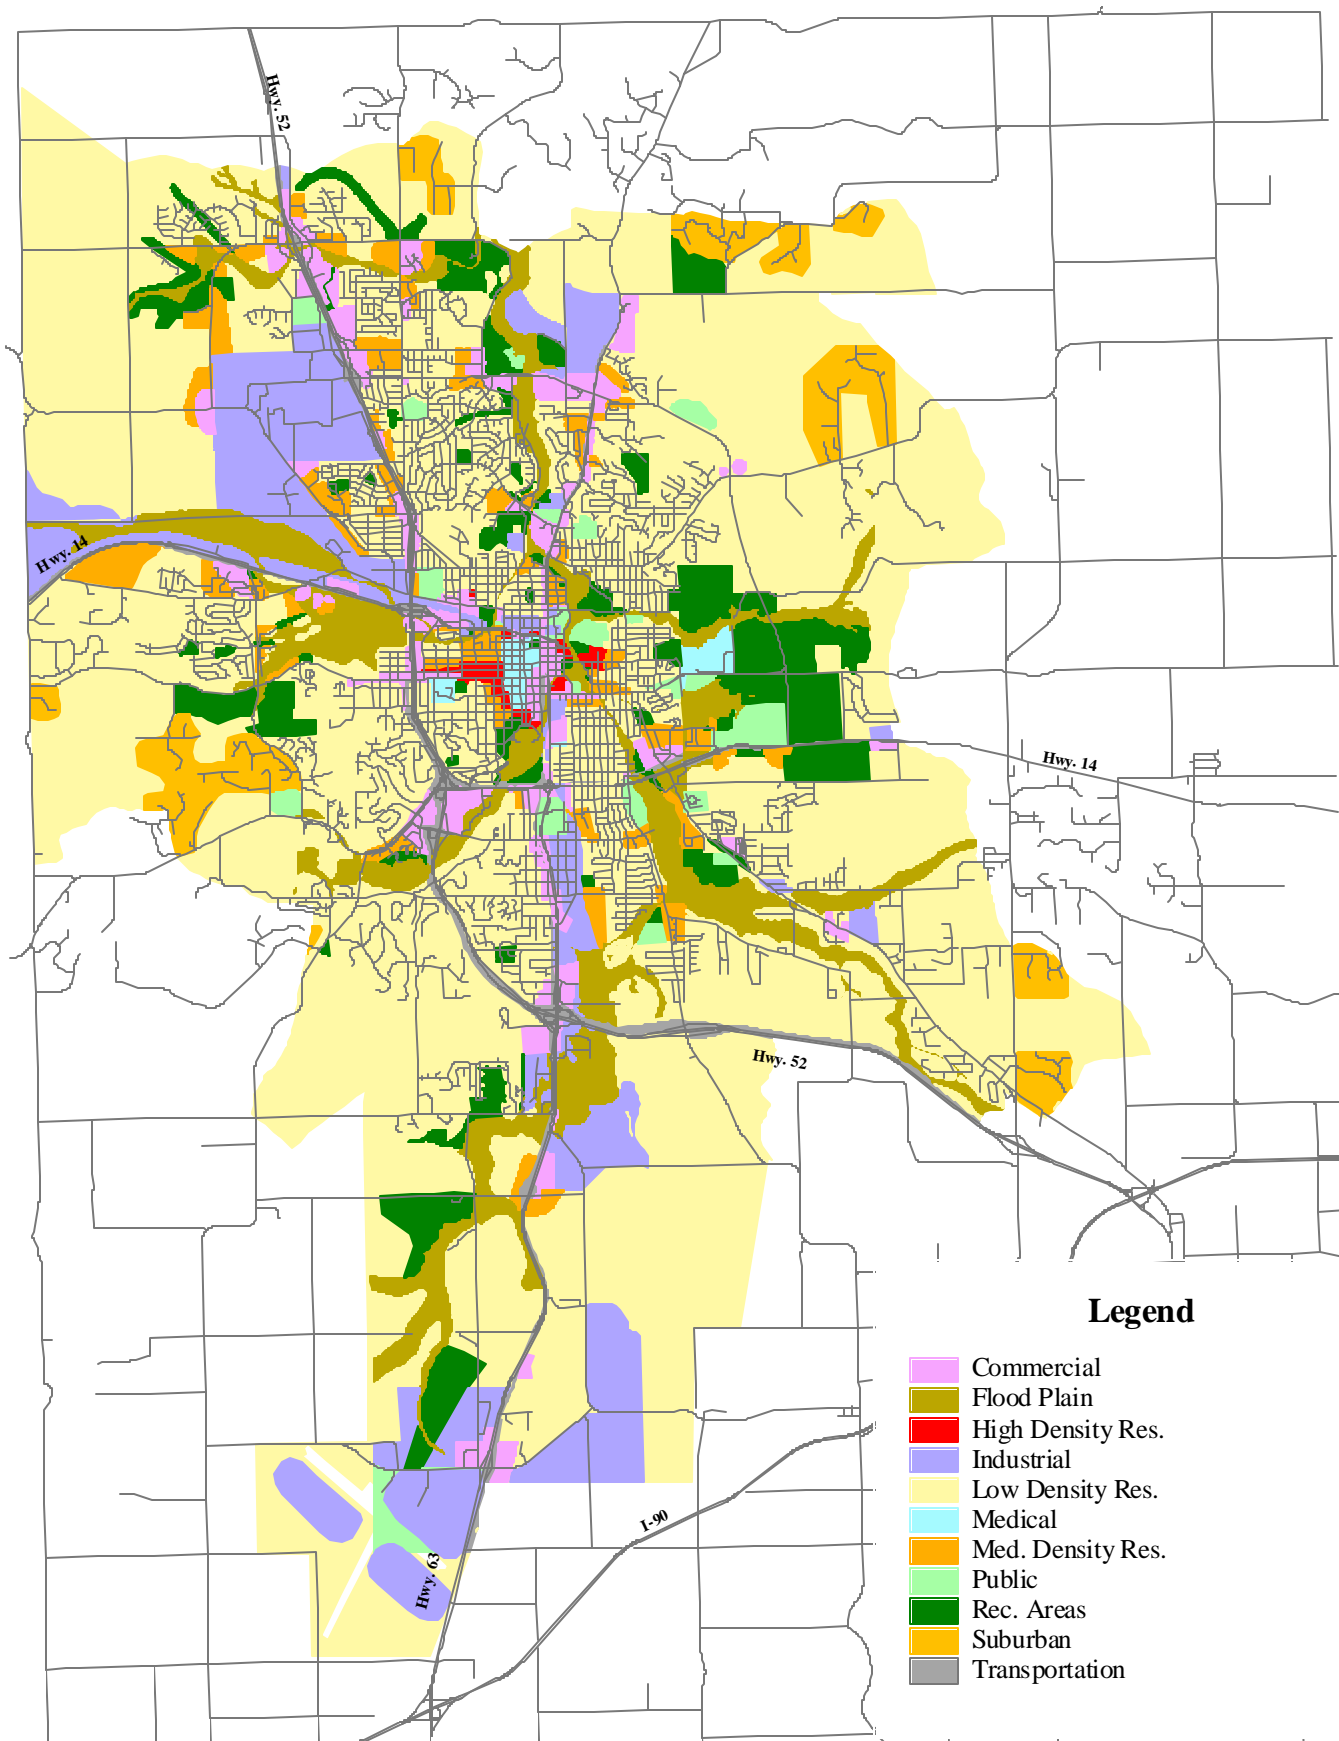 Hwy. 52
Hwy. 14
Hwy. 14
Hwy. 52
Legend
Commercial
Flood Plain
High Density Res.
Industrial
Low Density Res.
Medical
Med. Density Res.
Public
Rec. Areas
Suburban
Transportation
I-90
Hwy. 63